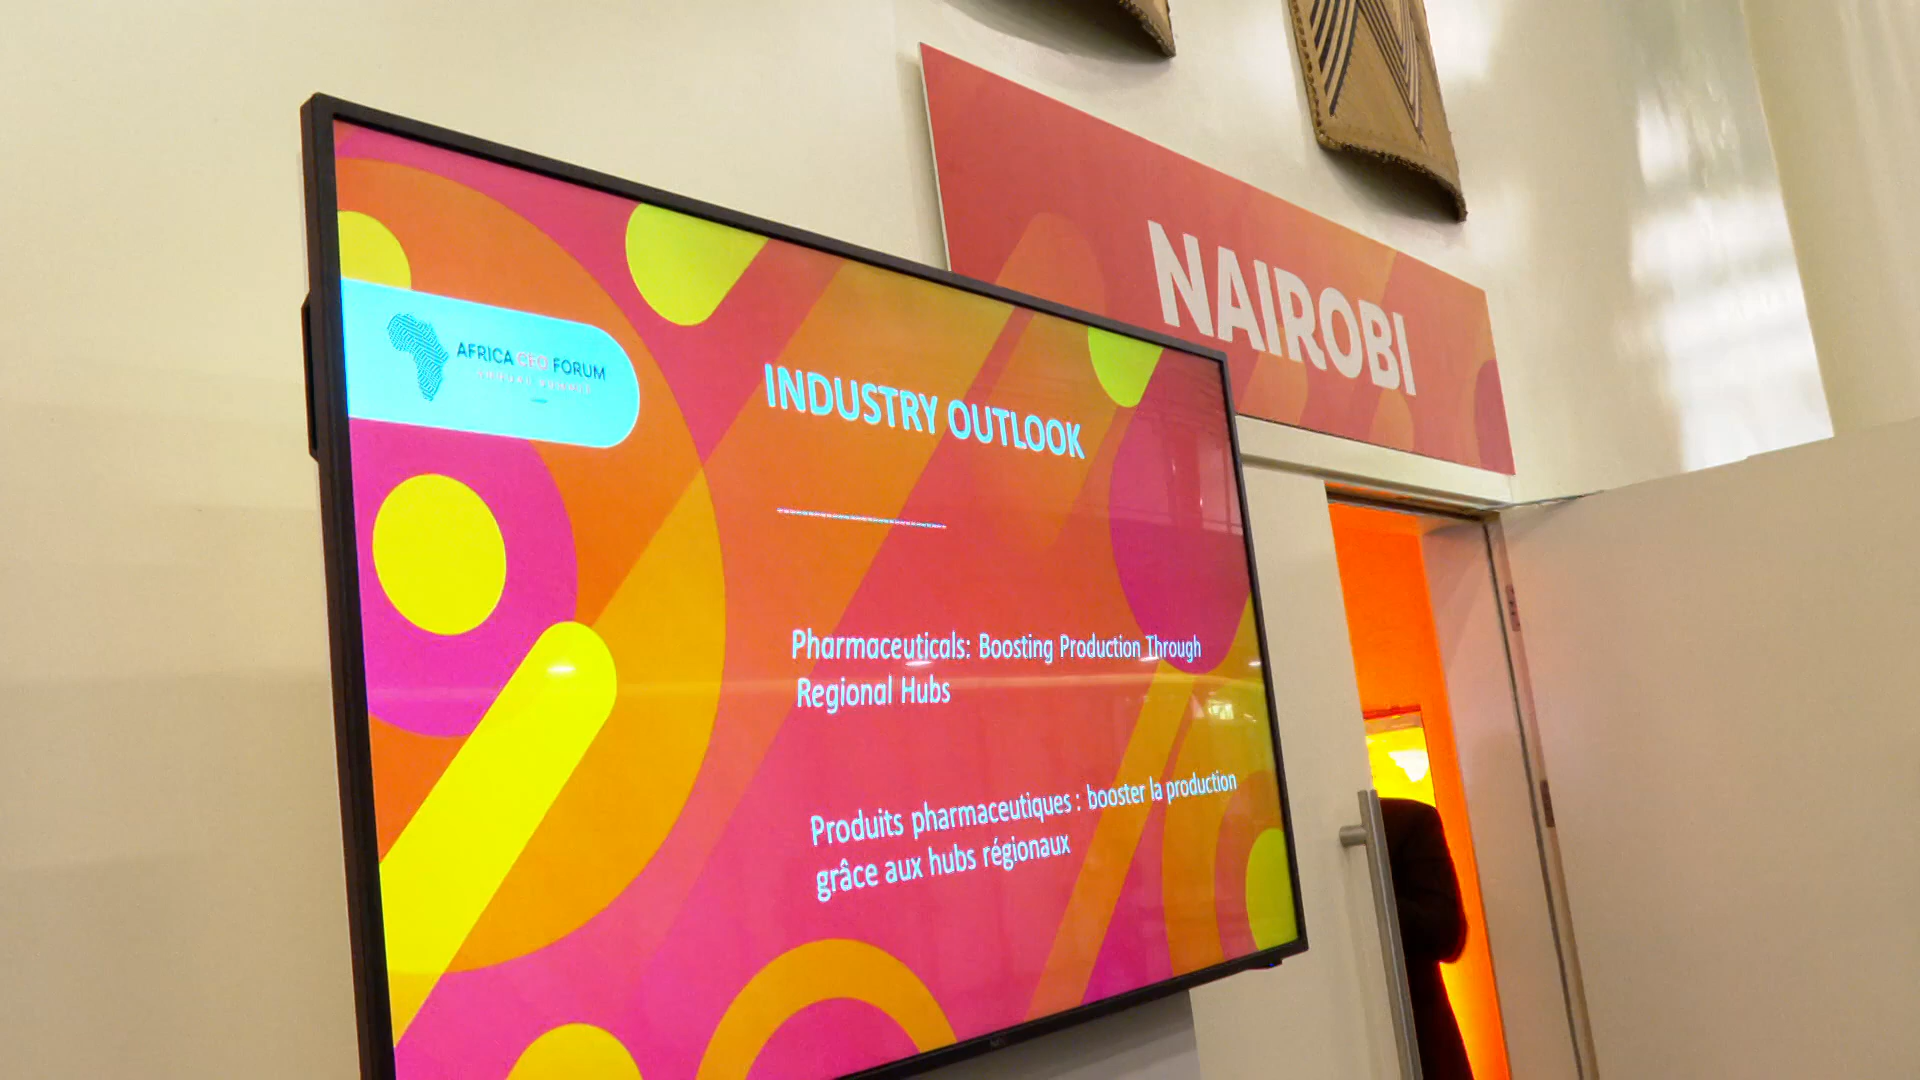 NAIROBI
AFRICA CEO FORUM
INDUSTRY OUTLOOK
Pharmaceuticals: Boosting Production Through
Regional Hubs
Produits pharmaceutiques : booster la production
grâce aux hubs régionaux